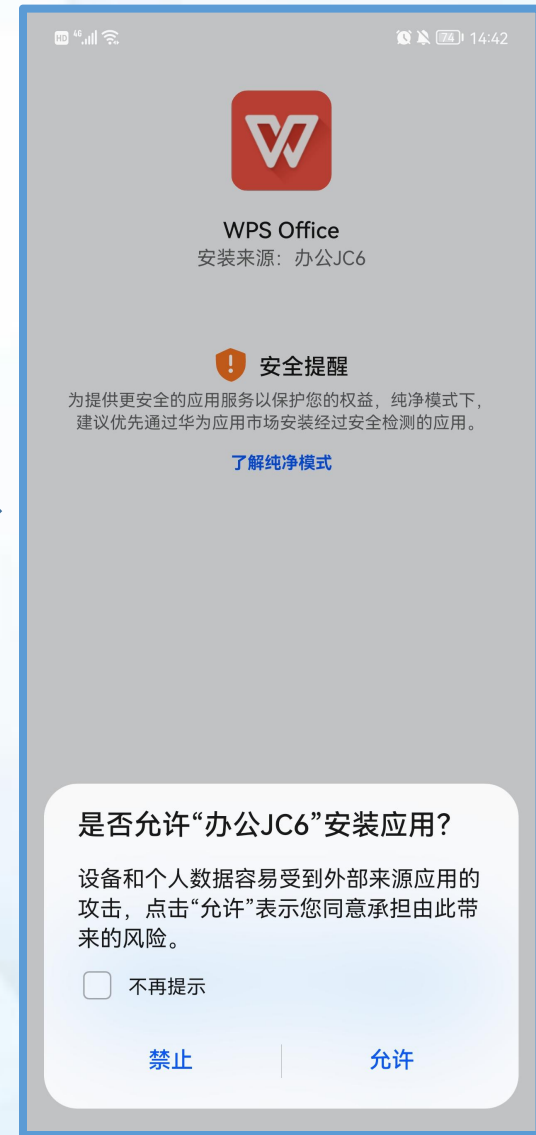 HD 4G 74 14:42
WPS Office
安装来源：办公JC6
安全提醒
为提供更安全的应用服务以保护您的权益，纯净模式下，
建议优先通过华为应用市场安装经过安全检测的应用。
了解纯净模式
是否允许“办公JC6”安装应用？
设备和个人数据容易受到外部来源应用的
攻击，点击“允许”表示您同意承担由此带
来的风险。
不再提示
禁止 允许